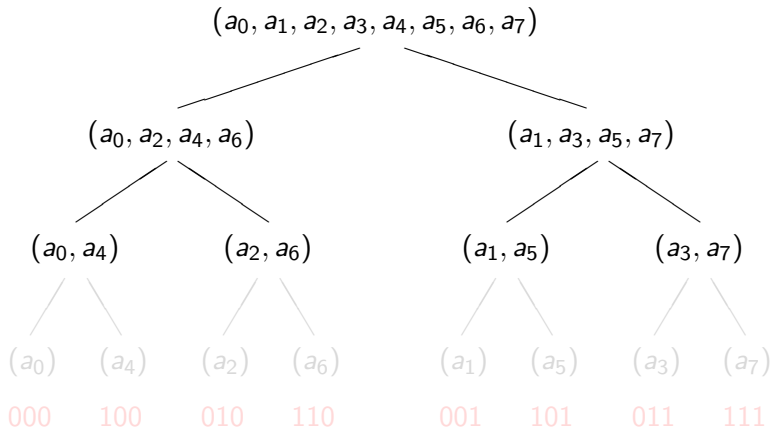 (a₀, a₁, a₂, a₃, a₄, a₅, a₆, a₇)
(a₀, a₂, a₄, a₆) (a₁, a₃, a₅, a₇)
(a₀, a₄) (a₂, a₆) (a₁, a₅) (a₃, a₇)
(a₀) (a₄) (a₂) (a₆) (a₁) (a₅) (a₃) (a₇)
000 100 010 110 001 101 011 111